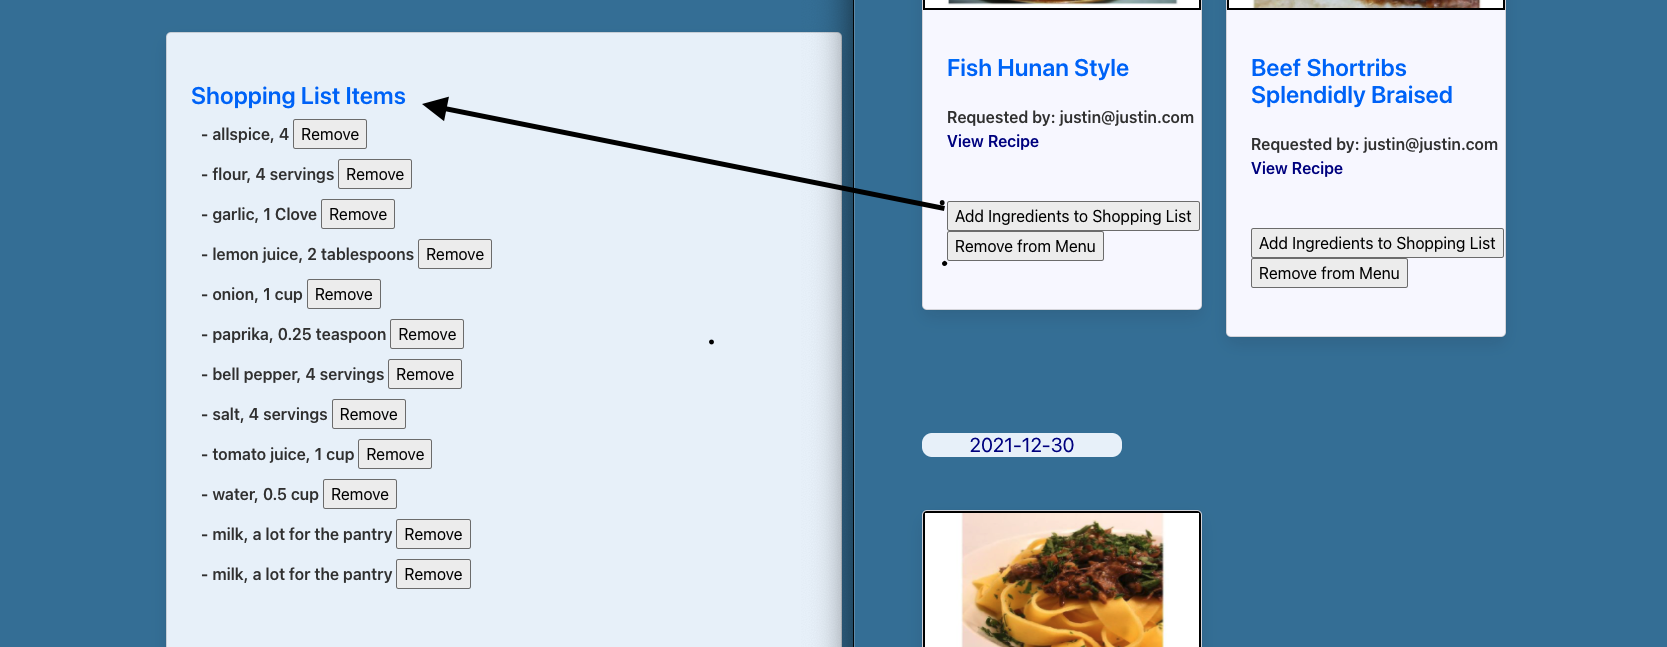 Shopping List Items
- allspice, 4 Remove
- flour, 4 servings Remove
- garlic, 1 Clove Remove
- lemon juice, 2 tablespoons Remove
- onion, 1 cup Remove
- paprika, 0.25 teaspoon Remove
- bell pepper, 4 servings Remove
- salt, 4 servings Remove
- tomato juice, 1 cup Remove
- water, 0.5 cup Remove
- milk, a lot for the pantry Remove
- milk, a lot for the pantry Remove
Fish Hunan Style
Requested by: justin@justin.com
View Recipe
Add Ingredients to Shopping List
Remove from Menu
Beef Shortribs
Splendidly Braised
Requested by: justin@justin.com
View Recipe
Add Ingredients to Shopping List
Remove from Menu
2021-12-30